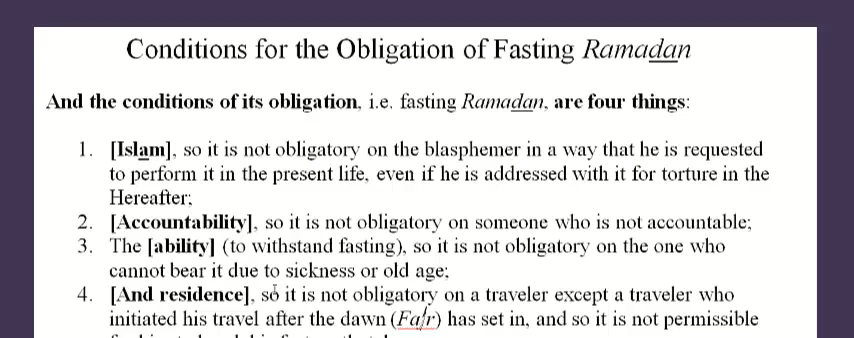 Conditions for the Obligation of Fasting Ramadan
And the conditions of its obligation, i.e. fasting Ramadan, are four things:
1. [Islam], so it is not obligatory on the blasphemer in a way that he is requested
to perform it in the present life, even if he is addressed with it for torture in the
Hereafter;
2. [Accountability], so it is not obligatory on someone who is not accountable;
3. The [ability] (to withstand fasting), so it is not obligatory on the one who
cannot bear it due to sickness or old age;
4. [And residence], so it is not obligatory on a traveler except a traveler who
initiated his travel after the dawn (Fajr) has set in, and so it is not permissible